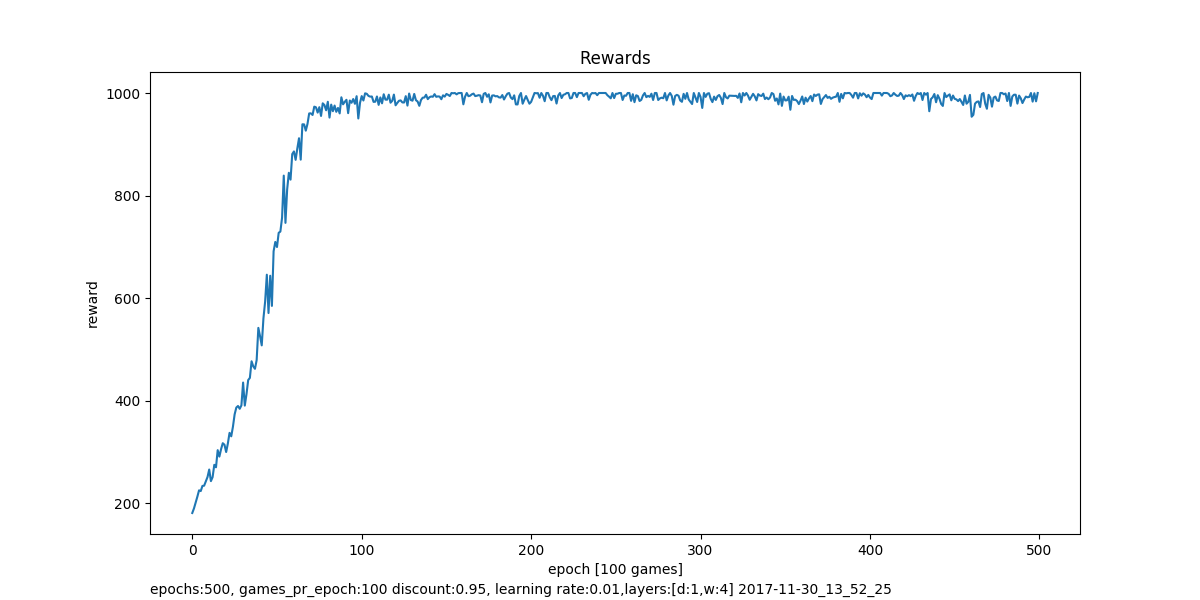 Rewards
1000
800
600
400
200
reward
0 100 200 300 400 500
epoch [100 games]
epochs:500, games_pr_epoch:100 discount:0.95, learning rate:0.01,layers:[d:1,w:4] 2017-11-30_13_52_25